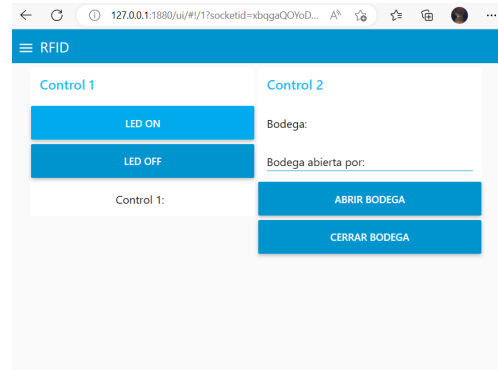 127.0.0.1:1880/ui/#!/1?socketid=xbqgaQOYoD...
RFID
Control 1
LED ON
LED OFF
Control 1:
Control 2
Bodega:
Bodega abierta por:
ABRIR BODEGA
CERRAR BODEGA